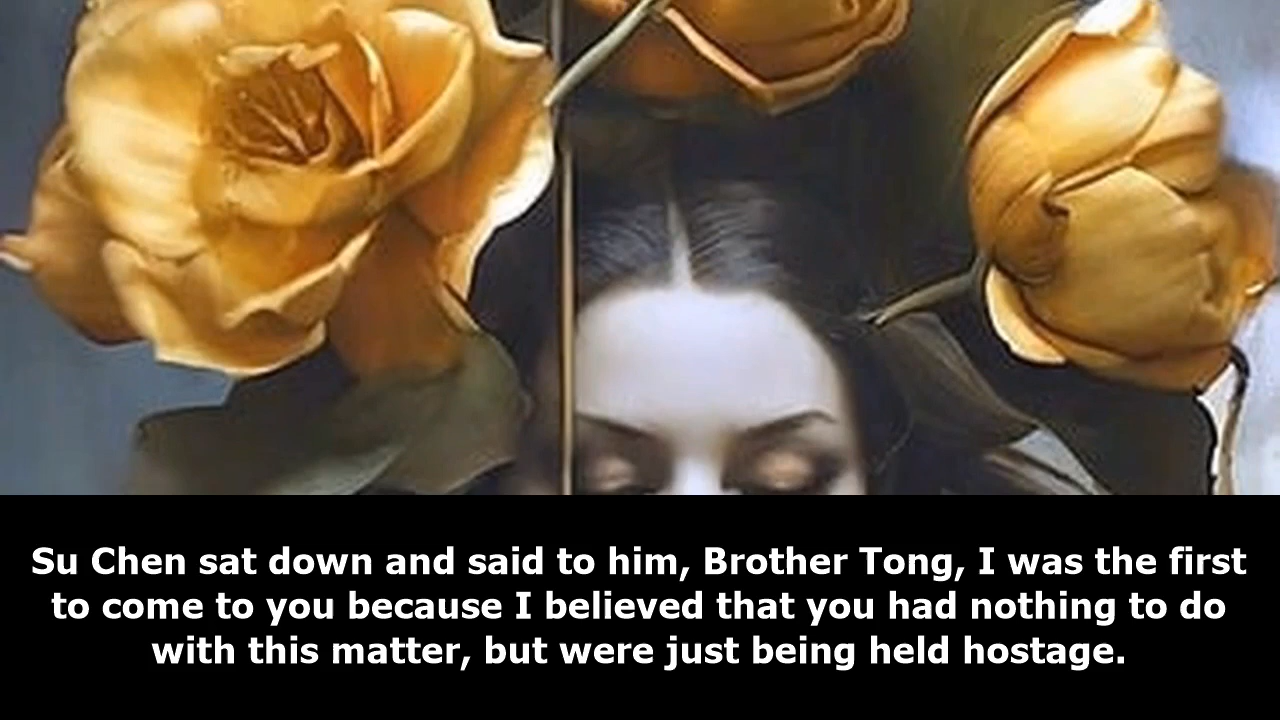 Su Chen sat down and said to him, Brother Tong, I was the first
to come to you because I believed that you had nothing to do
with this matter, but were just being held hostage.